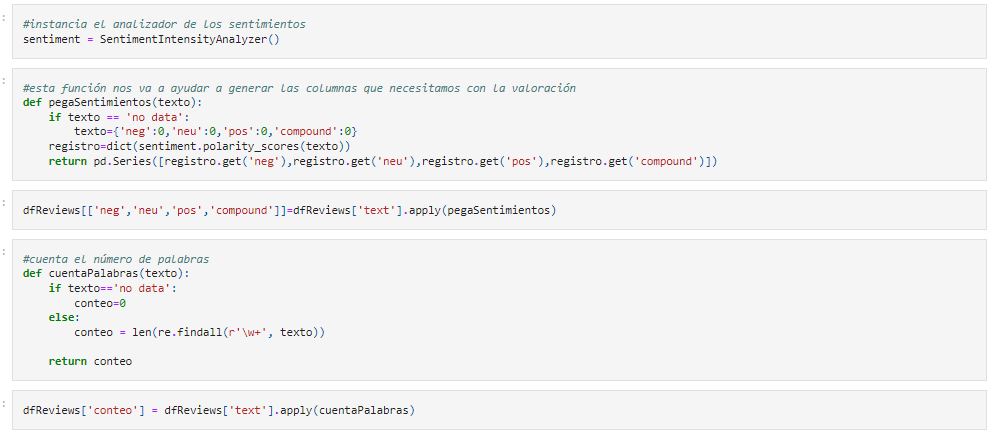 #instancia el analizador de los sentimientos
sentiment = SentimentIntensityAnalyzer()
#esta función nos va a ayudar a generar las columnas que necesitamos con la valoración
def pegaSentimientos(texto):
    if texto == 'no data':
        texto={'neg':0,'neu':0,'pos':0,'compound':0}
    registro=dict(sentiment.polarity_scores(texto))
    return pd.Series([registro.get('neg'),registro.get('neu'),registro.get('pos'),registro.get('compound')])
dfReviews[['neg','neu','pos','compound']]=dfReviews['text'].apply(pegaSentimientos)
#cuenta el número de palabras
def cuentaPalabras(texto):
    if texto=='no data':
        conteo=0
    else:
        conteo = len(re.findall(r'\w+', texto))
    return conteo
dfReviews['conteo'] = dfReviews['text'].apply(cuentaPalabras)